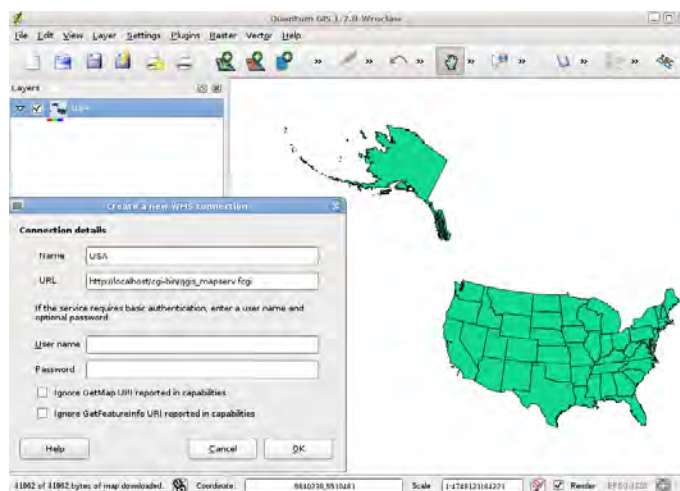 Quantum GIS 1.7.0-Wroclaw
File Edit View Layer Settings Plugins Raster Vector Help
Layers
USA
Create a new WMS connection
Connection details
Name USA
URL http://localhost/cgi-bin/qgis_mapserv.fcgi
If the service requires basic authentication, enter a user name and
optional password
User name
Password
Ignore GetMap URI reported in capabilities
Ignore GetFeatureInfo URI reported in capabilities
Help Cancel OK
41862 of 41862 bytes of map downloaded. Coordinate: Scale Render